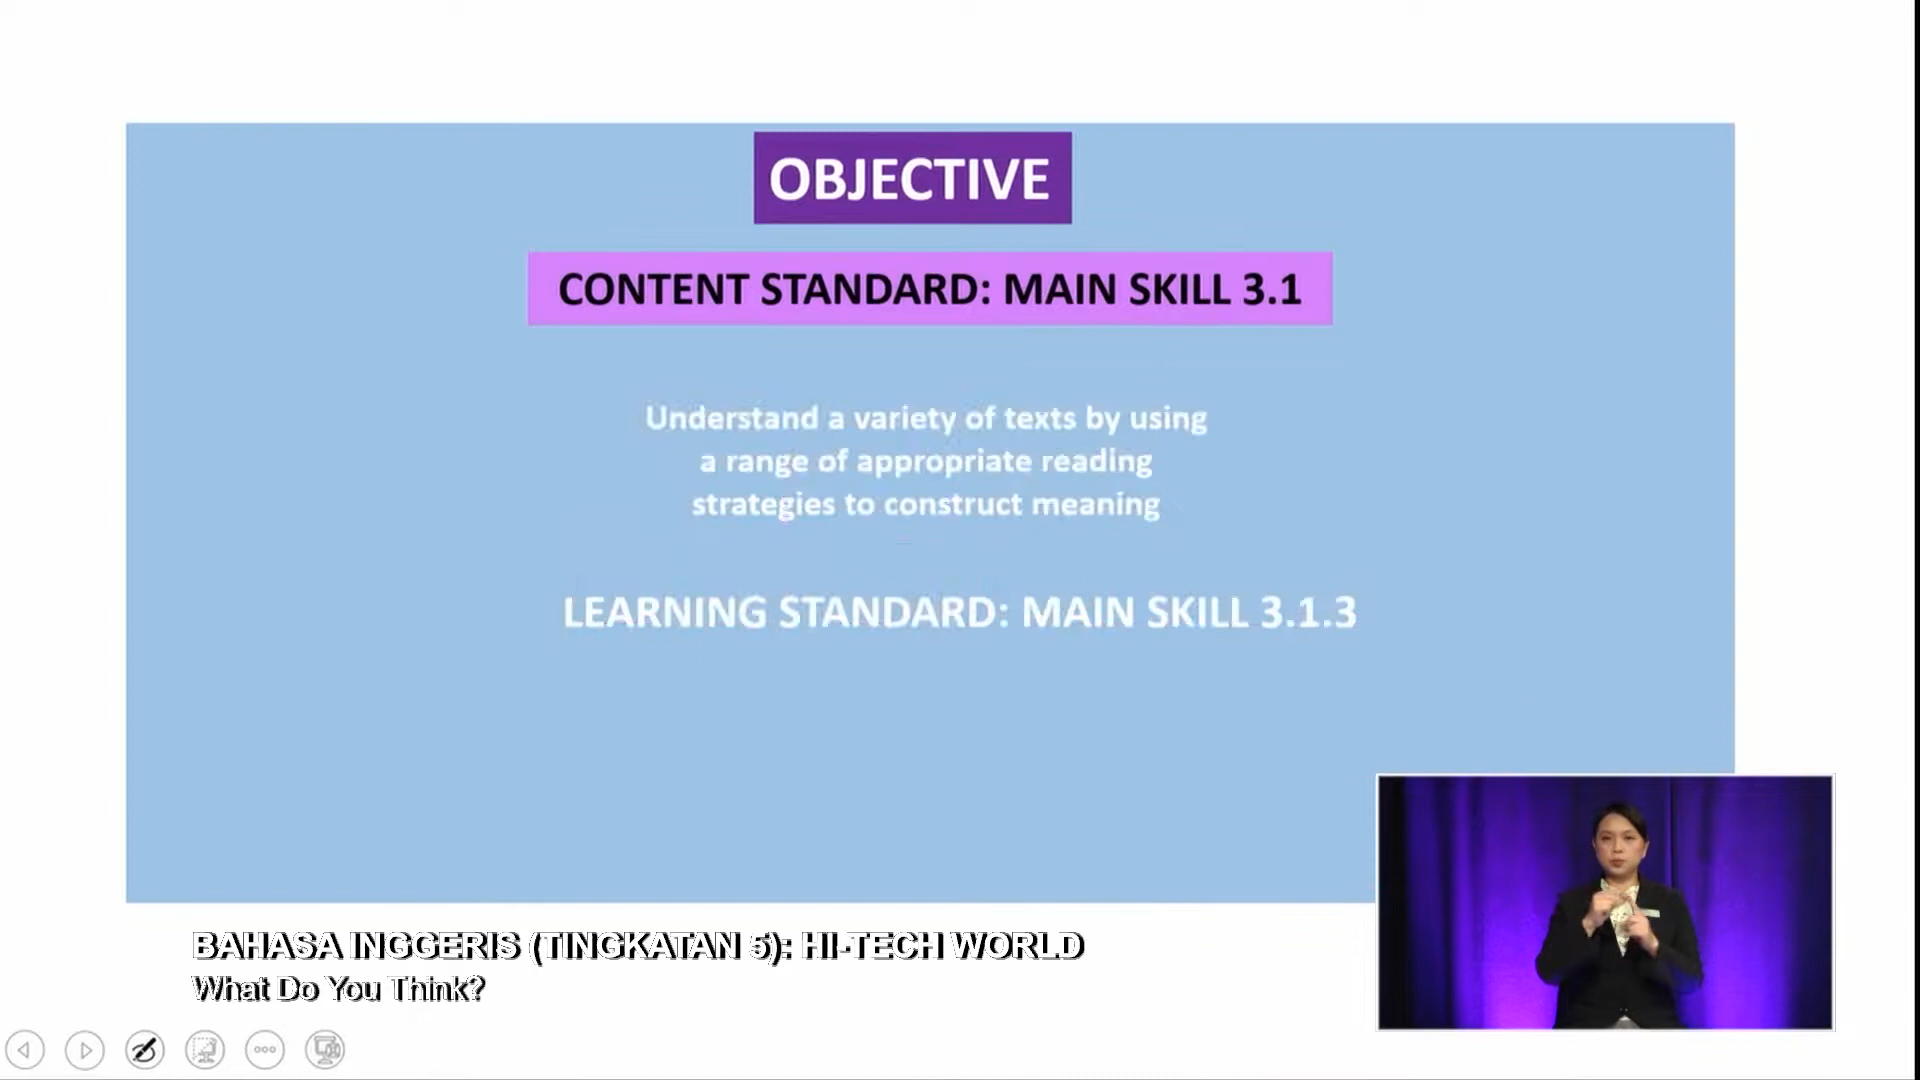 OBJECTIVE
CONTENT STANDARD: MAIN SKILL 3.1
Understand a variety of texts by using
a range of appropriate reading
strategies to construct meaning
LEARNING STANDARD: MAIN SKILL 3.1.3
BAHASA INGGERIS (TINGKATAN 5): HI-TECH WORLD
What Do You Think?